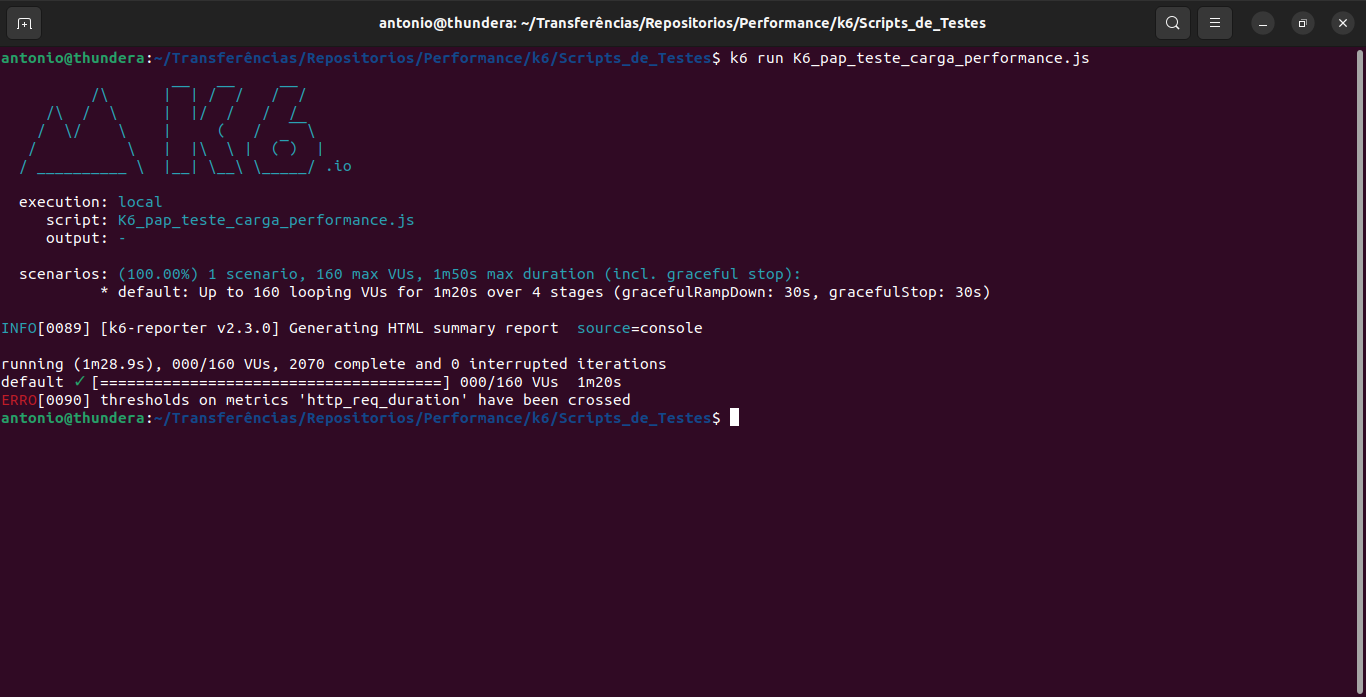 antonio@thundera: ~/Transferências/Repositorios/Performance/k6/Scripts_de_Testes
antonio@thundera:~/Transferências/Repositorios/Performance/k6/Scripts_de_Testes$ k6 run K6_pap_teste_carga_performance.js
          /\      |‾‾| /‾‾/   /‾‾/
     /\  /  \     |  |/  /   /  /
    /  \/    \    |     (   /   ‾‾\
   /          \   |  |\  \ |  (‾)  |
  / __________ \  |__| \__\ \_____/ .io
  execution: local
     script: K6_pap_teste_carga_performance.js
     output: -
  scenarios: (100.00%) 1 scenario, 160 max VUs, 1m50s max duration (incl. graceful stop):
           * default: Up to 160 looping VUs for 1m20s over 4 stages (gracefulRampDown: 30s, gracefulStop: 30s)
INFO[0089] [k6-reporter v2.3.0] Generating HTML summary report  source=console
running (1m28.9s), 000/160 VUs, 2070 complete and 0 interrupted iterations
default ✓ [======================================] 000/160 VUs  1m20s
ERRO[0090] thresholds on metrics 'http_req_duration' have been crossed
antonio@thundera:~/Transferências/Repositorios/Performance/k6/Scripts_de_Testes$